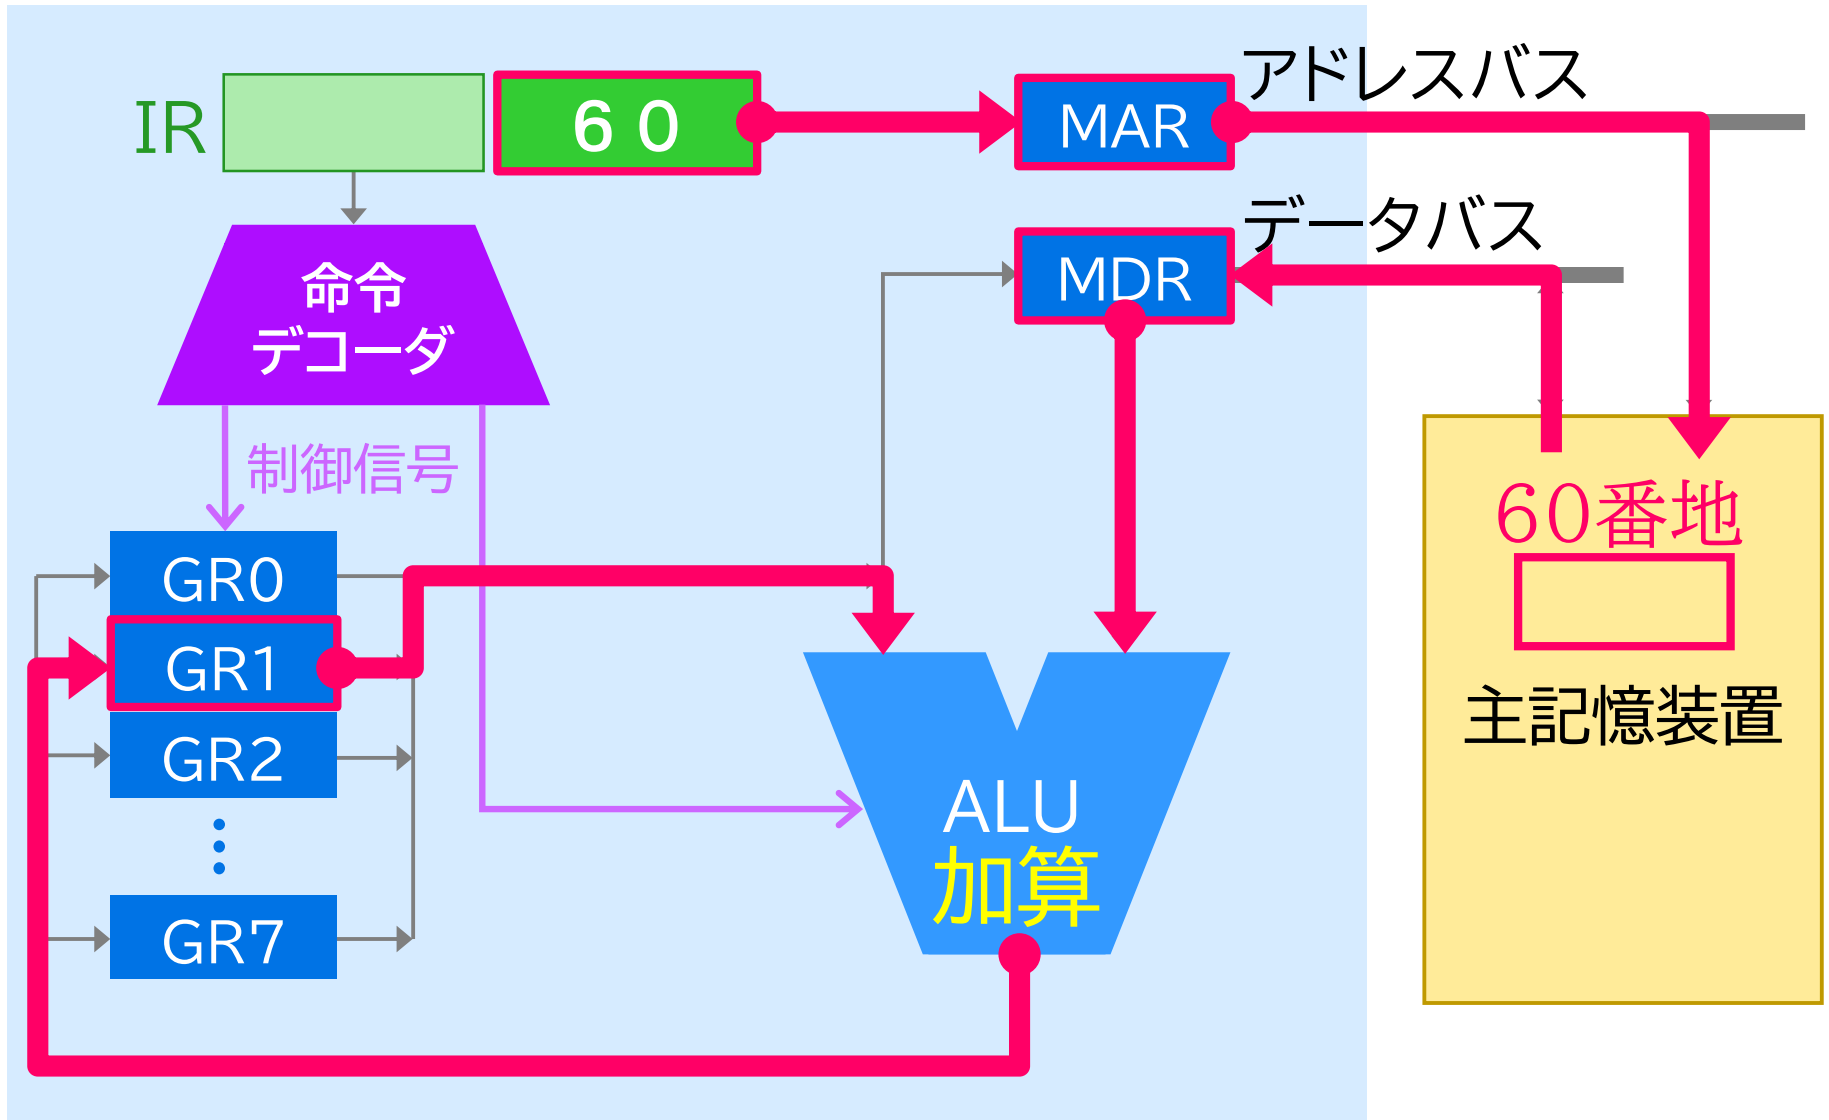 アドレスバス
IR
６０
MAR
データバス
MDR
命令
デコーダ
制御信号
60番地
GR0
GR1
主記憶装置
GR2
ALU
加算
GR7